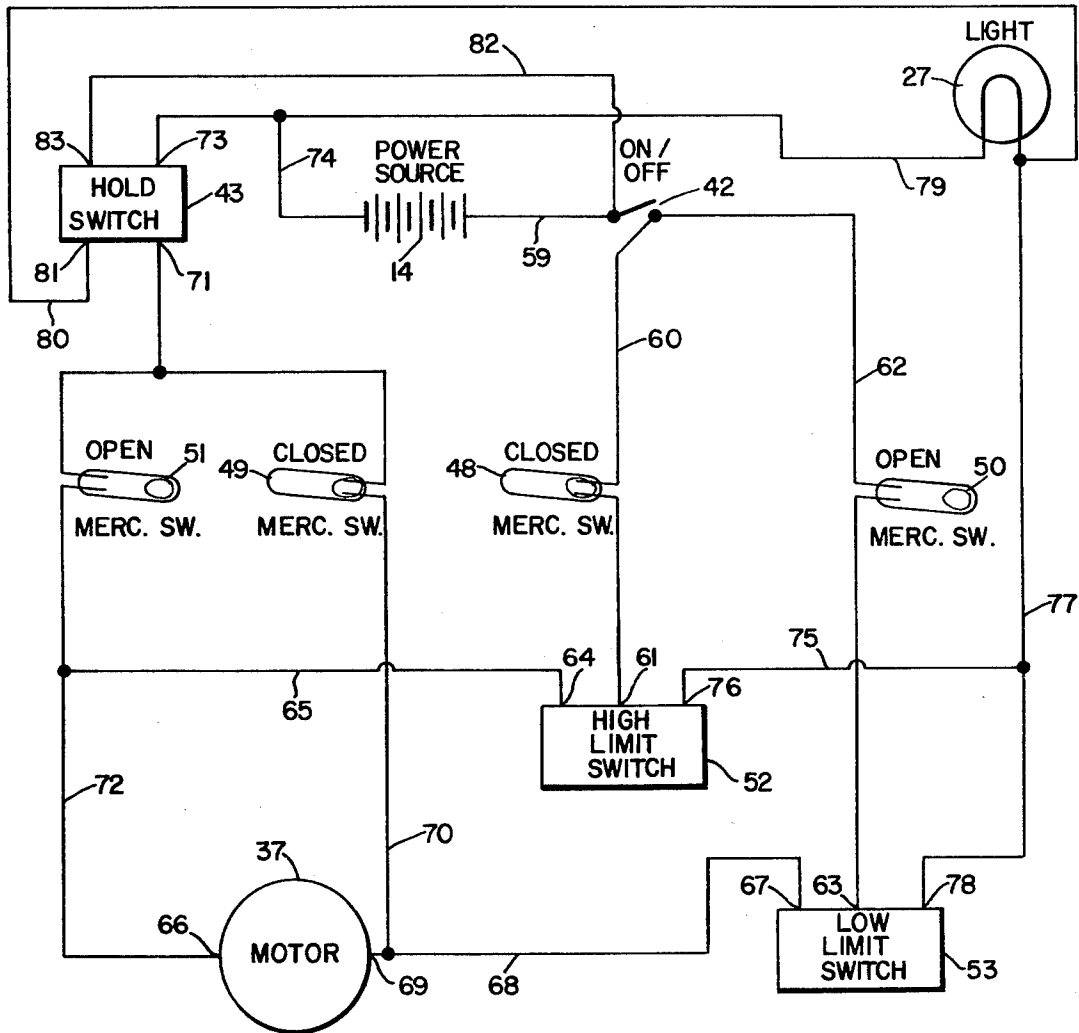 LIGHT
82
27
83
73
74
POWER
SOURCE
ON /
OFF
42
79
HOLD
SWITCH
43
14
59
81
71
80
60
62
OPEN
51
MERC. SW.
49
CLOSED
MERC. SW.
48
CLOSED
MERC. SW.
OPEN
50
MERC. SW.
77
65
64
61
75
76
HIGH
LIMIT
SWITCH
52
72
70
37
MOTOR
66
69
68
67
63
78
LOW
LIMIT
SWITCH
53